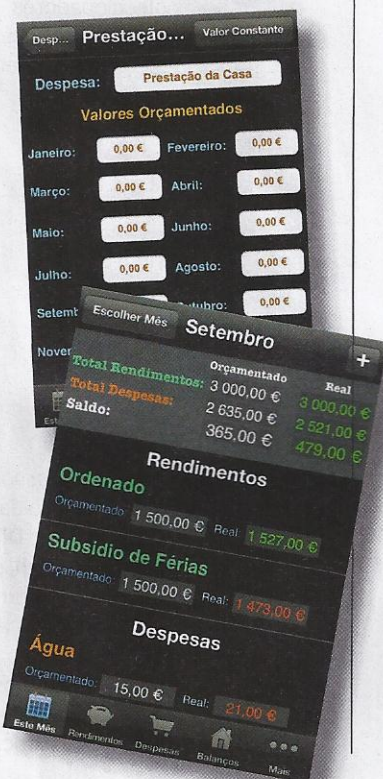 Desp... Prestação... Valor Constante
Despesa: Prestação da Casa
Valores Orçamentados
Janeiro: 0,00 € Fevereiro: 0,00 €
Março: 0,00 € Abril: 0,00 €
Maio: 0,00 € Junho: 0,00 €
Julho: 0,00 € Agosto: 0,00 €
0,00 €
Escolher Mês Setembro +
Orçamentado Real
Total Rendimentos: 3 000,00 € 3 000,00 €
Total Despesas: 2 635,00 € 2 521,00 €
Saldo: 365.00 € 479,00 €
Rendimentos
Ordenado
Orçamentado: 1 500,00 € Real: 1 527,00 €
Subsidio de Férias
Orçamentado: 1 500,00 € Real: 1 473,00 €
Despesas
Água
Orçamentado: 15,00 € Real: 21,00 €
Este Mês Rendimentos Despesas Balanços Mais